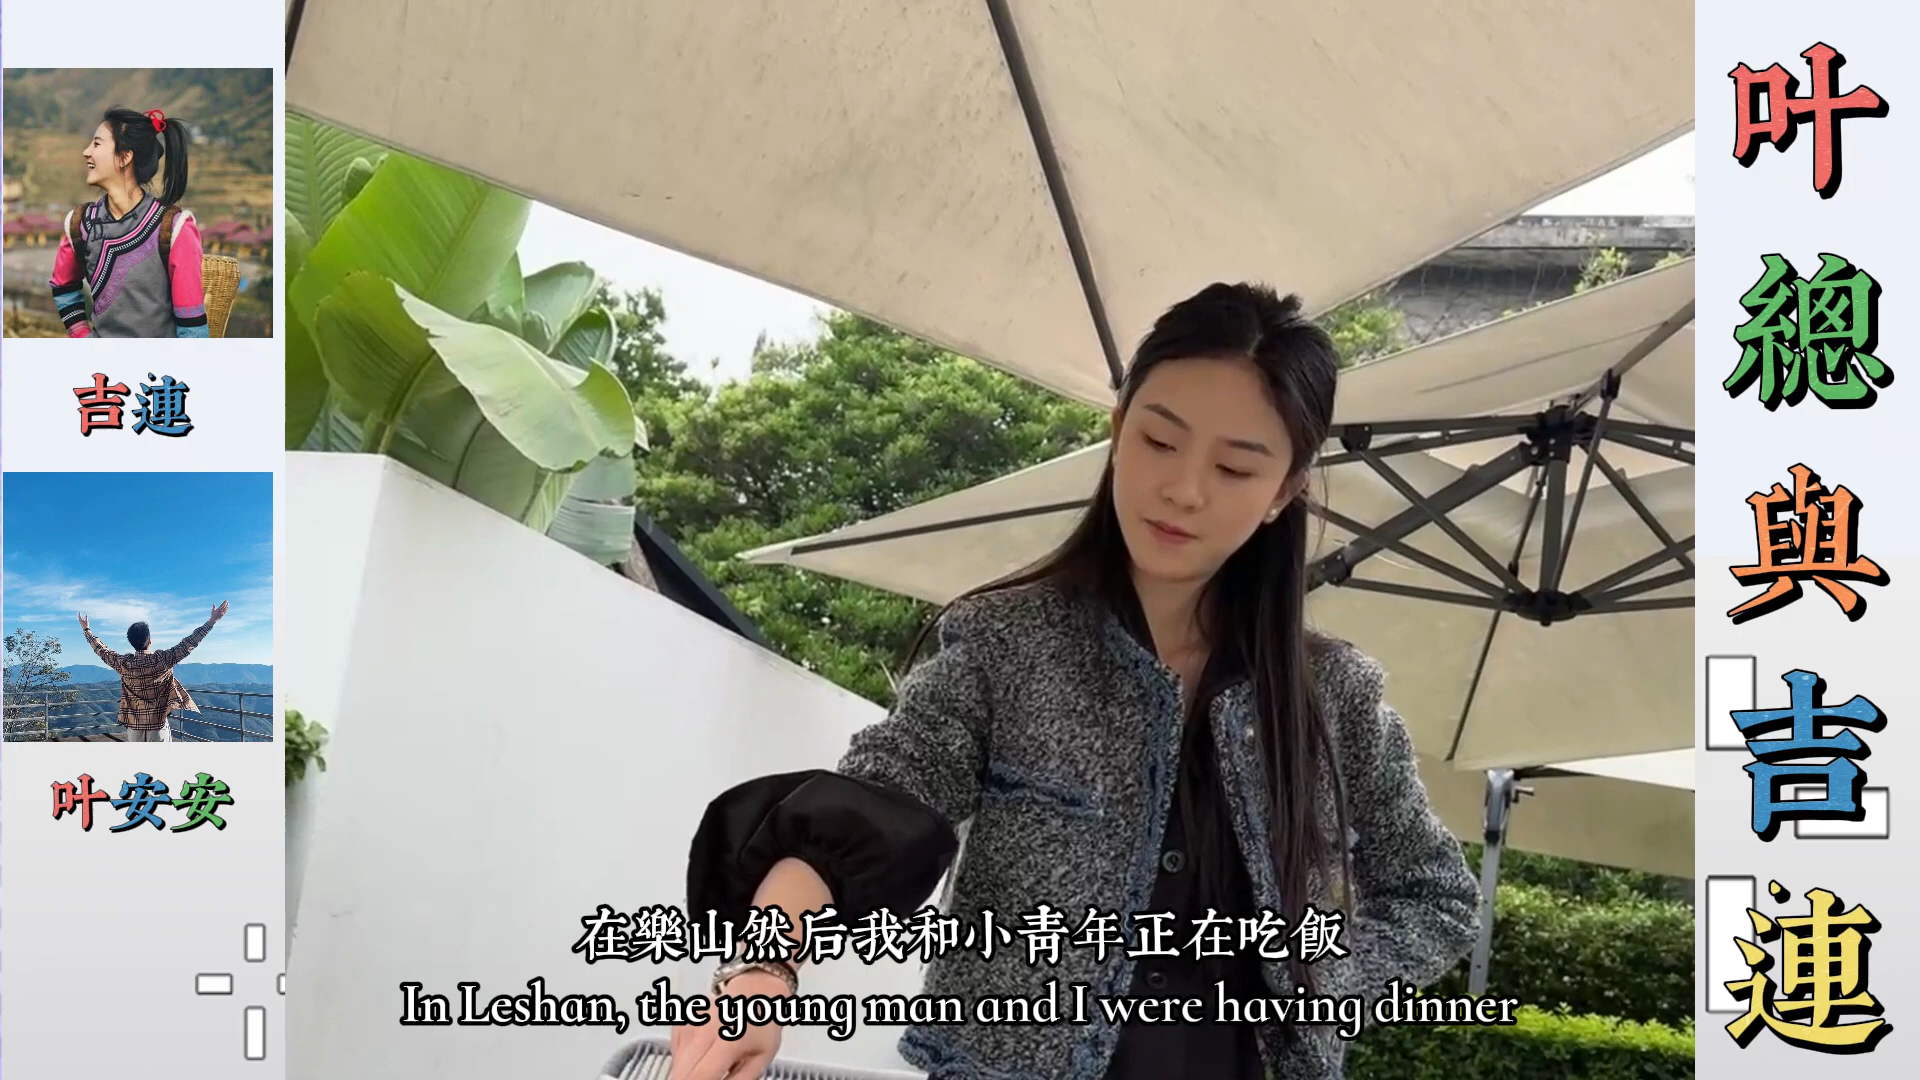 吉連
叶安安
在樂山然后我和小青年正在吃飯
In Leshan, the young man and I were having dinner
叶總與吉連